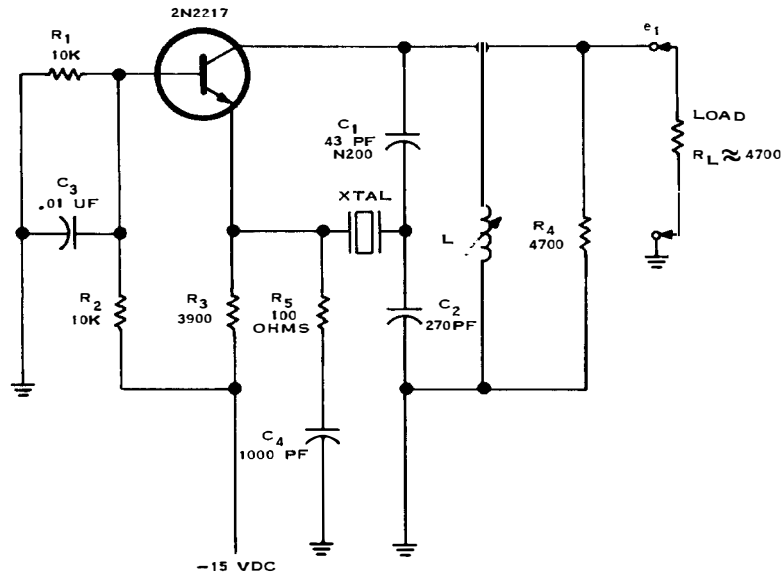 2N2217
R1
10K
e1
C1
43 PF
N200
LOAD
RL ≈ 4700
C3
.01 UF
XTAL
L
R4
4700
R2
10K
R3
3900
R5
100
OHMS
C2
270PF
C4
1000 PF
-15 VDC